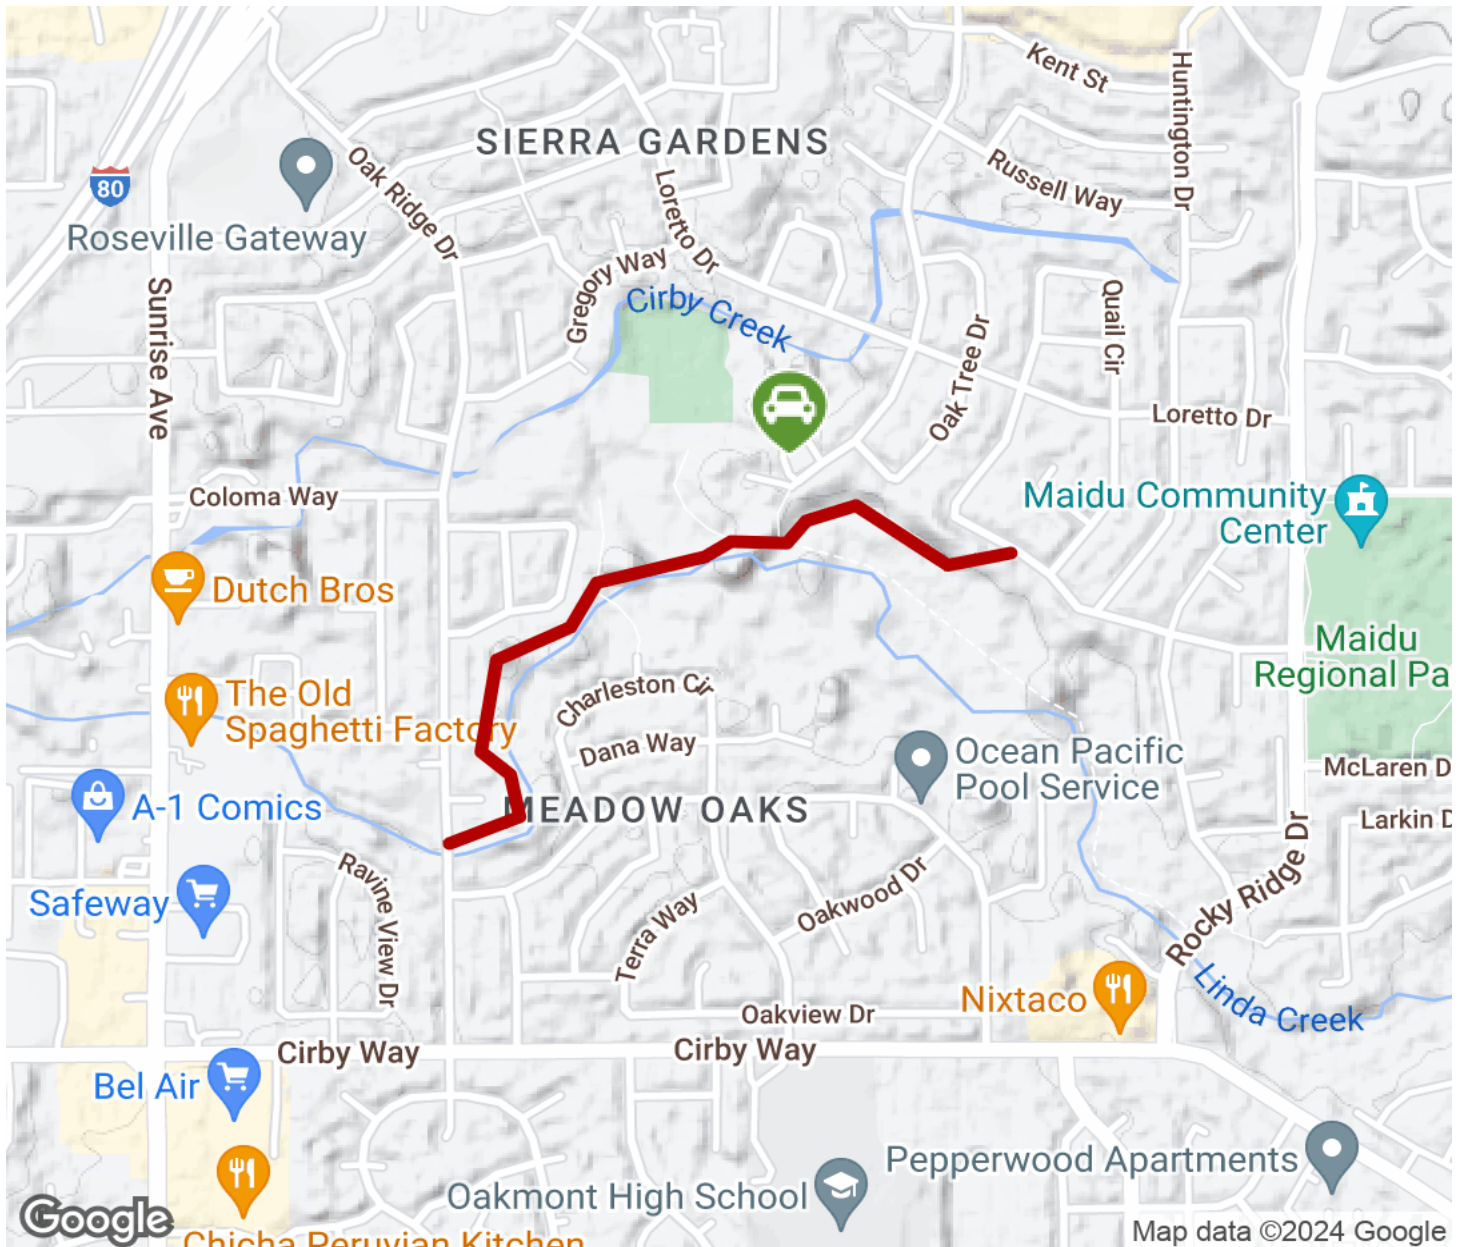 Kent St
Huntington Dr
SIERRA GARDENS
Oak Ridge Dr
Russell Way
80
Loretto Dr
Roseville Gateway
Gregory Way
Sunrise Ave
Cirby Creek
Quail Cir
Oak Tree Dr
Loretto Dr
Coloma Way
Maidu Community
Center
Dutch Bros
Maidu
Regional Pa
The Old
Spaghetti Factory
Charleston Cir
Dana Way
Ocean Pacific
Pool Service
McLaren D
A-1 Comics
MEADOW OAKS
Larkin D
Rocky Ridge Dr
Ravine View Dr
Safeway
Oakwood Dr
Terra Way
Nixtaco
Linda Creek
Oakview Dr
Cirby Way
Cirby Way
Bel Air
Pepperwood Apartments
Oakmont High School
Google
Chicha Peruvian Kitchen
Map data ©2024 Google